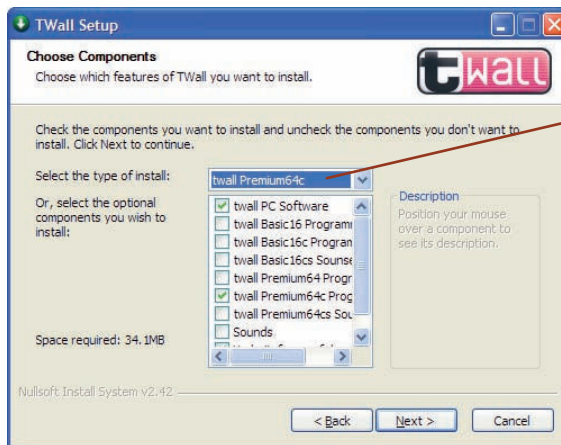 TWall Setup
Choose Components
Choose which features of TWall you want to install.
twall
Check the components you want to install and uncheck the components you don't want to
install. Click Next to continue.
Select the type of install:
twall Premium64c
Or, select the optional
components you wish to
install:
twall PC Software
twall Basic16 Programm
twall Basic16c Program
twall Basic16cs Sounse
twall Premium64 Progr
twall Premium64c Prog
twall Premium64cs Sou
Sounds
Description
Position your mouse
over a component to
see its description.
Space required: 34.1MB
Nullsoft Install System v2.42
< Back
Next >
Cancel